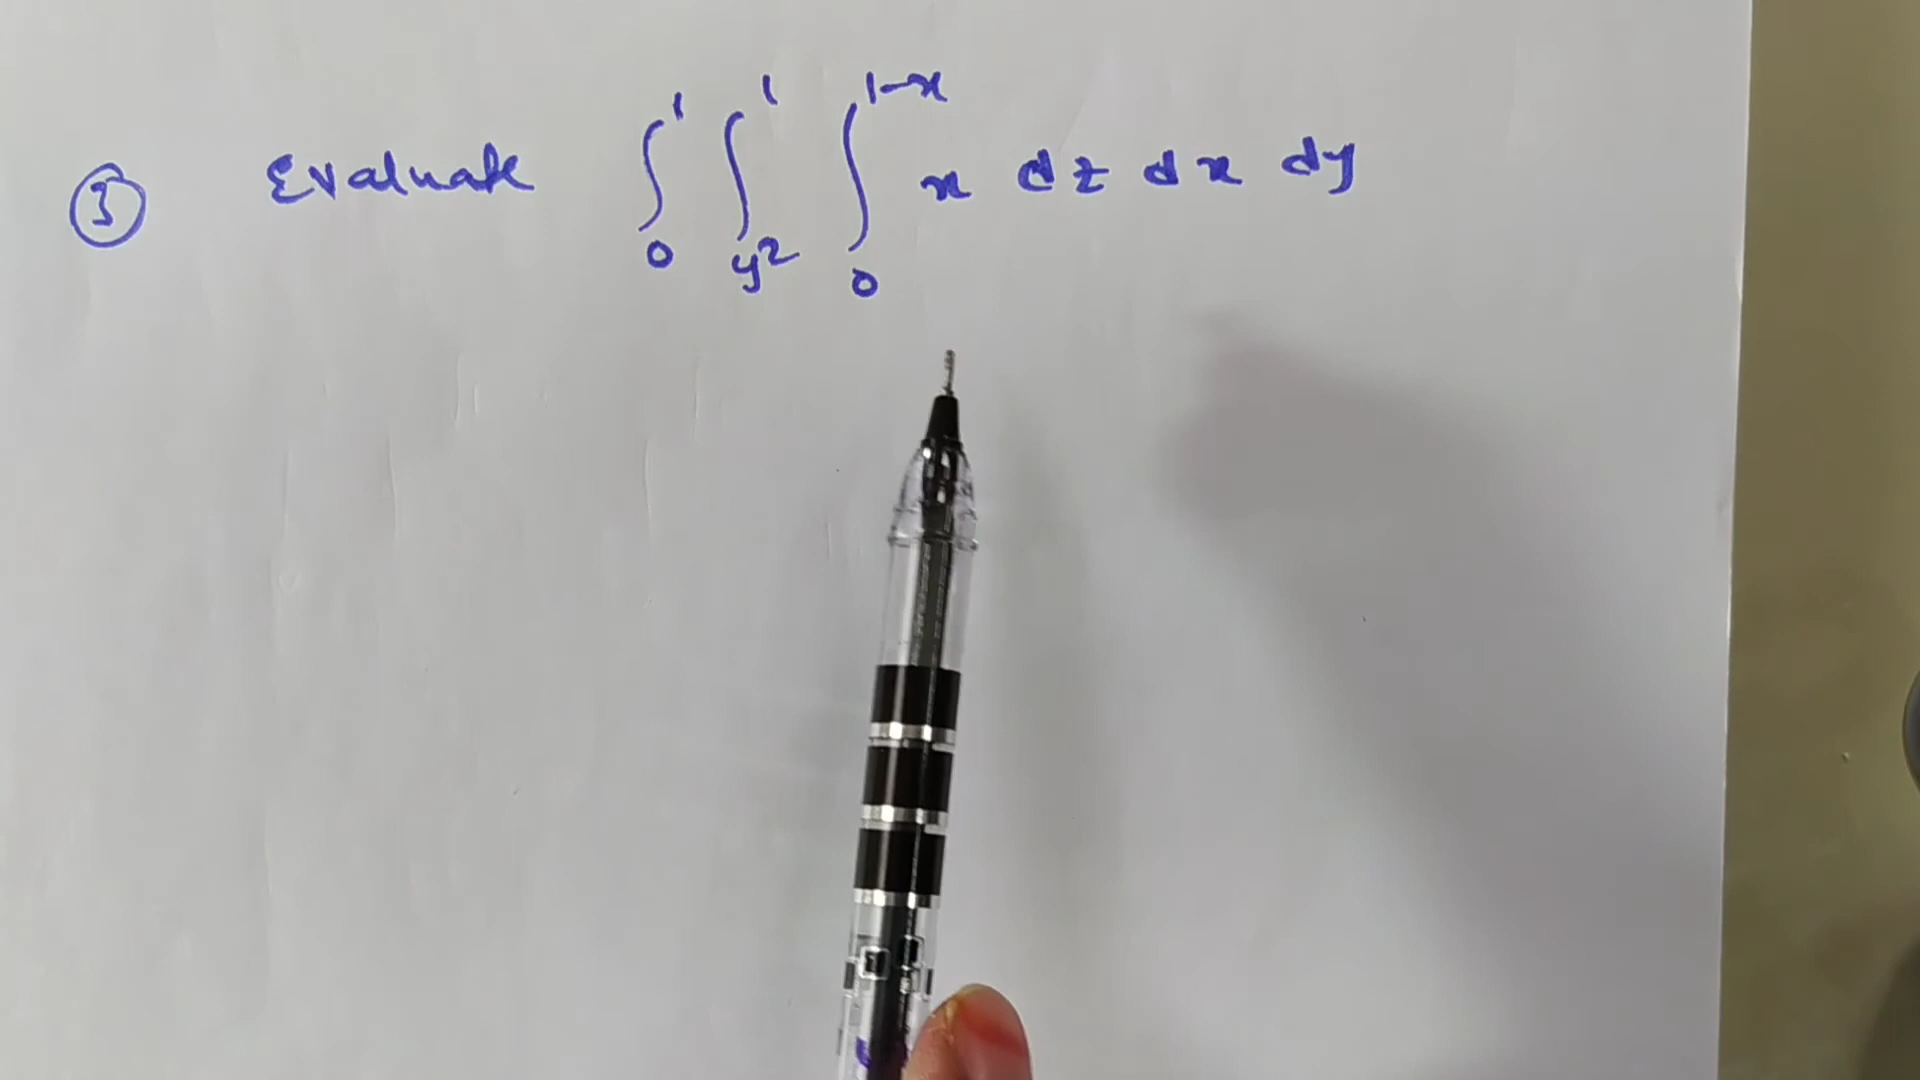 ③ Evaluate ∫₀¹ ∫_{y²}^{1} ∫₀^{1-x} x dz dx dy